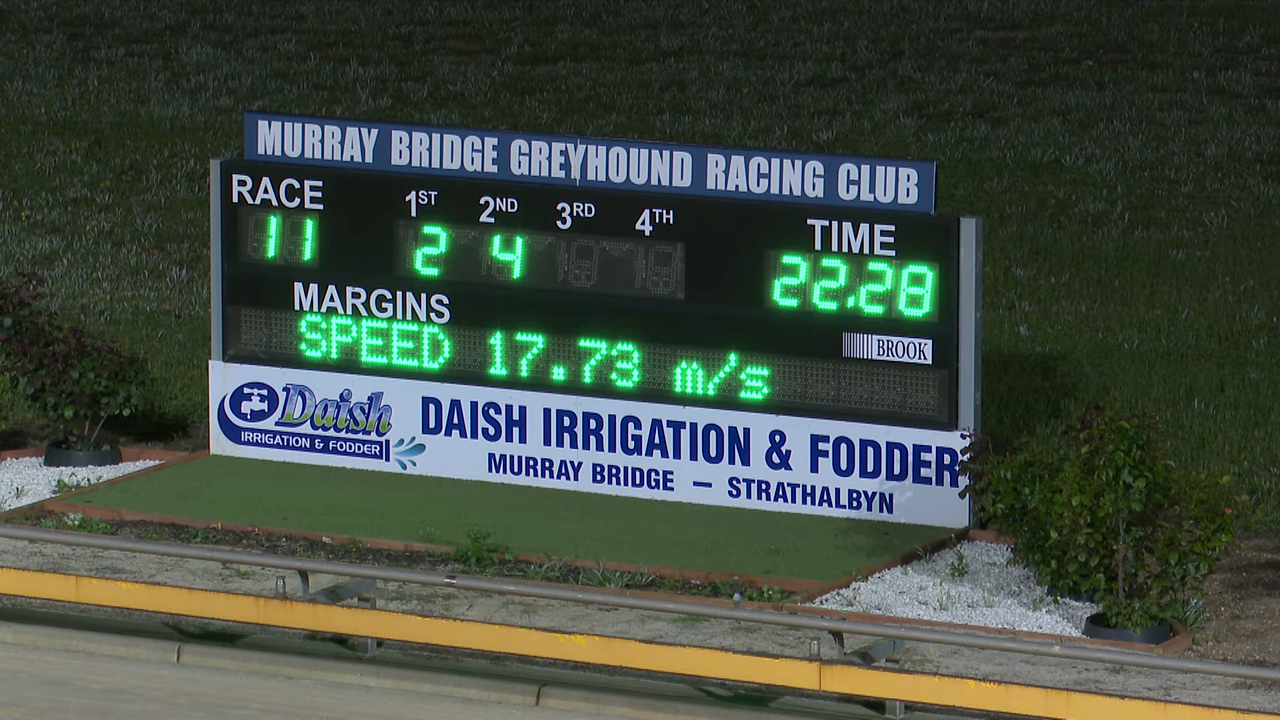 MURRAY BRIDGE GREYHOUND RACING CLUB
RACE 1ST 2ND 3RD 4TH TIME
11 2 4 22.28
MARGINS
SPEED 17.73 m/s
BROOK
Daish
IRRIGATION & FODDER
DAISH IRRIGATION & FODDER
MURRAY BRIDGE – STRATHALBYN